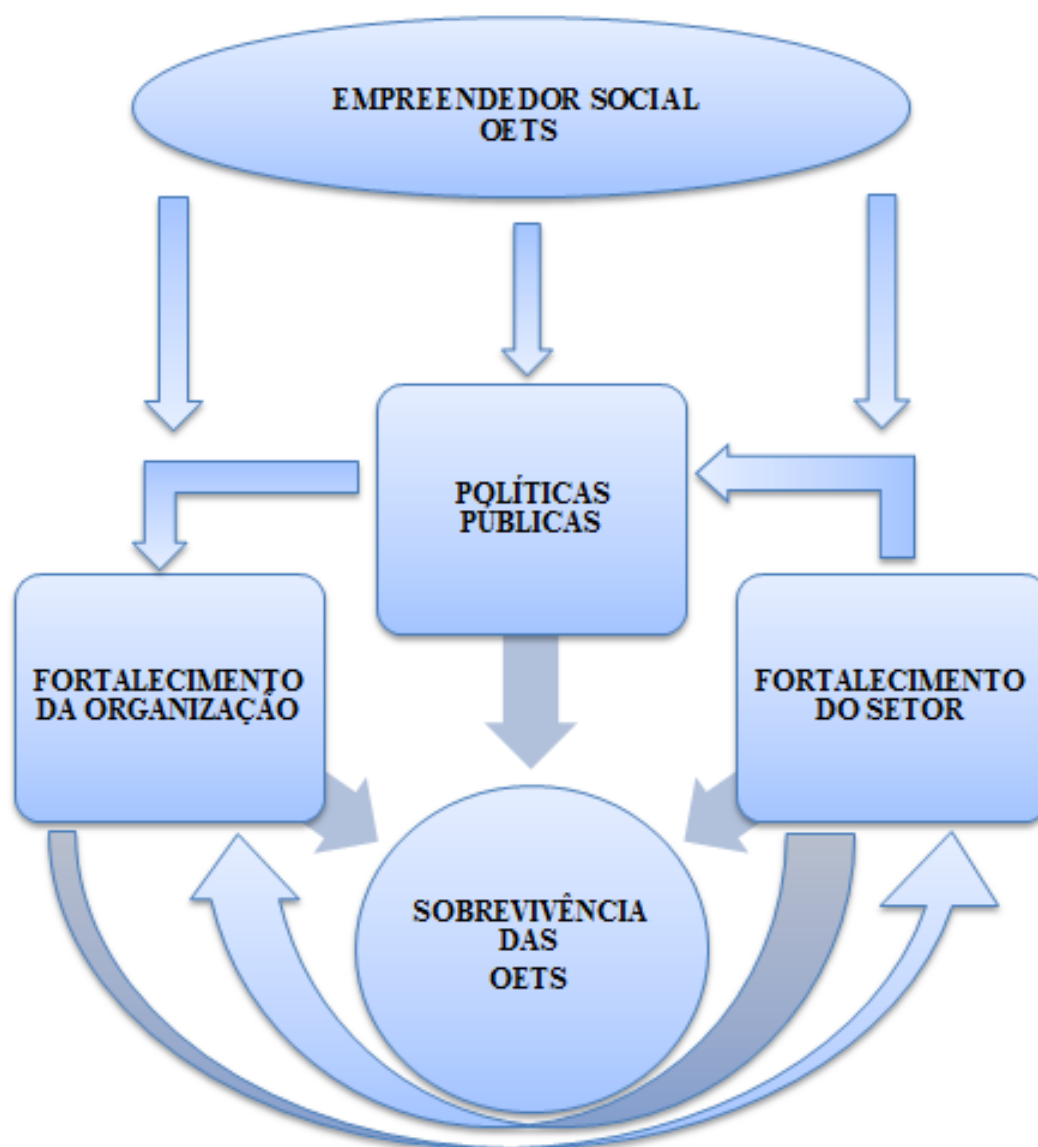 EMPREENDEDOR SOCIAL
OETS
POLÍTICAS
PÚBLICAS
FORTALECIMENTO
DA ORGANIZAÇÃO
FORTALECIMENTO
DO SETOR
SOBREVIVÊNCIA
DAS
OETS